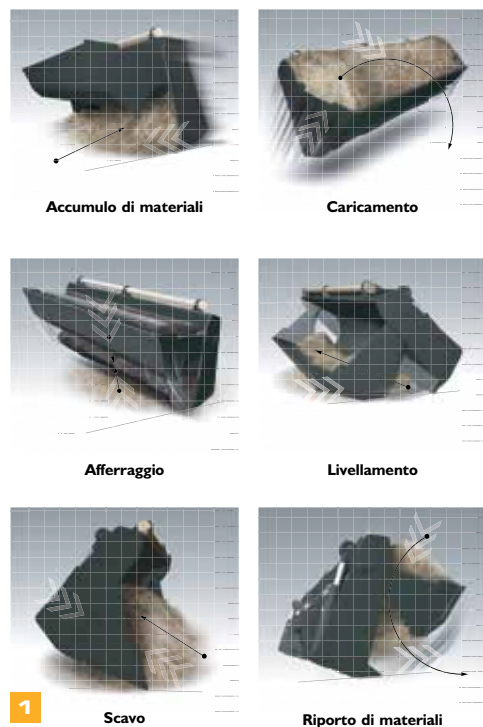 Accumulo di materiali
Caricamento
Afferraggio
Livellamento
Scavo
Riporto di materiali
1